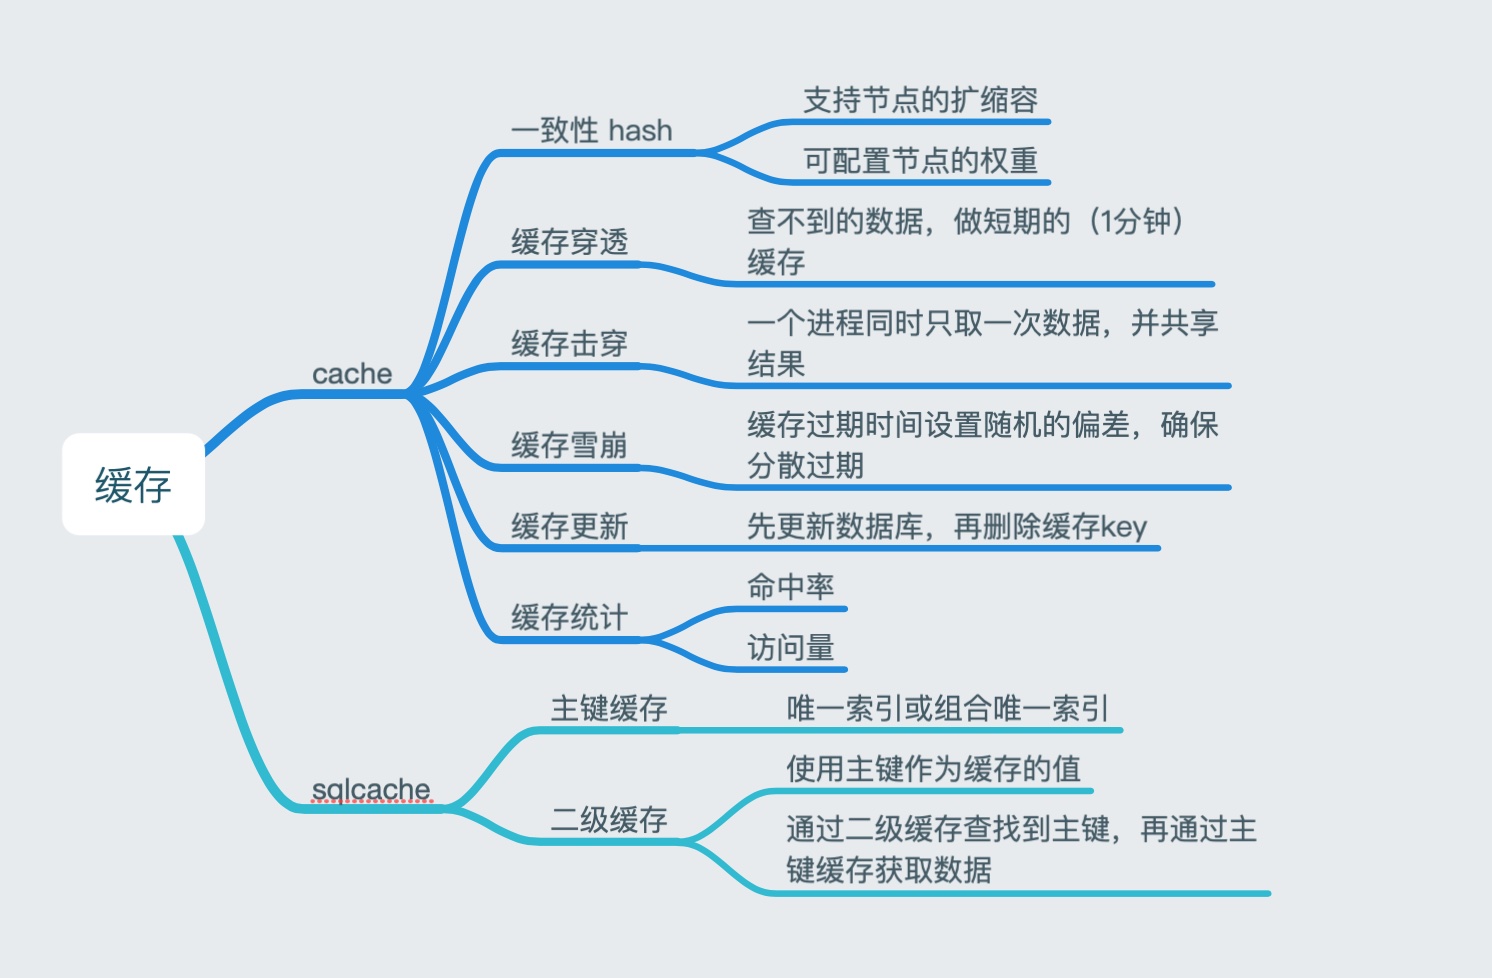 缓存
cache
一致性 hash
支持节点的扩缩容
可配置节点的权重
缓存穿透
查不到的数据，做短期的（1分钟）
缓存
缓存击穿
一个进程同时只取一次数据，并共享
结果
缓存雪崩
缓存过期时间设置随机的偏差，确保
分散过期
缓存更新
先更新数据库，再删除缓存key
缓存统计
命中率
访问量
sqlcache
主键缓存
唯一索引或组合唯一索引
二级缓存
使用主键作为缓存的值
通过二级缓存查找到主键，再通过主
键缓存获取数据